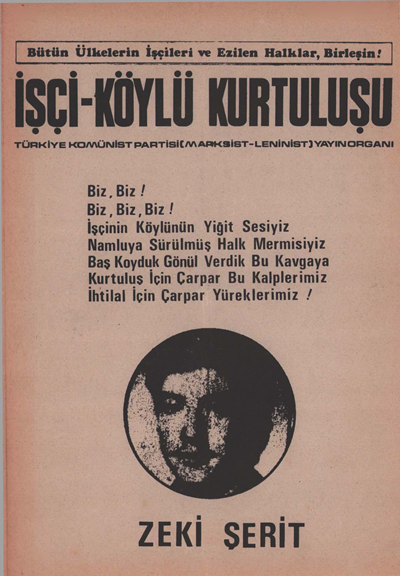 Bütün Ülkelerin İşçileri ve Ezilen Halklar, Birleşin!
İŞÇİ-KÖYLÜ KURTULUŞU
TÜRKİYE KOMÜNİST PARTİSİ(MARKSİST-LENİNİST)YAYIN ORGANI
Biz, Biz!
Biz, Biz, Biz!
İşçinin Köylünün Yiğit Sesiyiz
Namluya Sürülmüş Halk Mermisiyiz
Baş Koyduk Gönül Verdik Bu Kavgaya
Kurtuluş İçin Çarpar Bu Kalplerimiz
İhtilal İçin Çarpar Yüreklerimiz!
ZEKİ ŞERİT